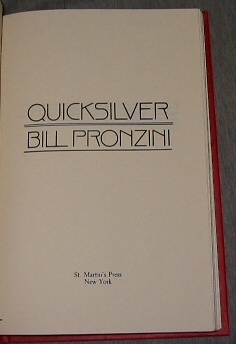 QUICKSILVER
BILL PRONZINI
St. Martin's Press
New York